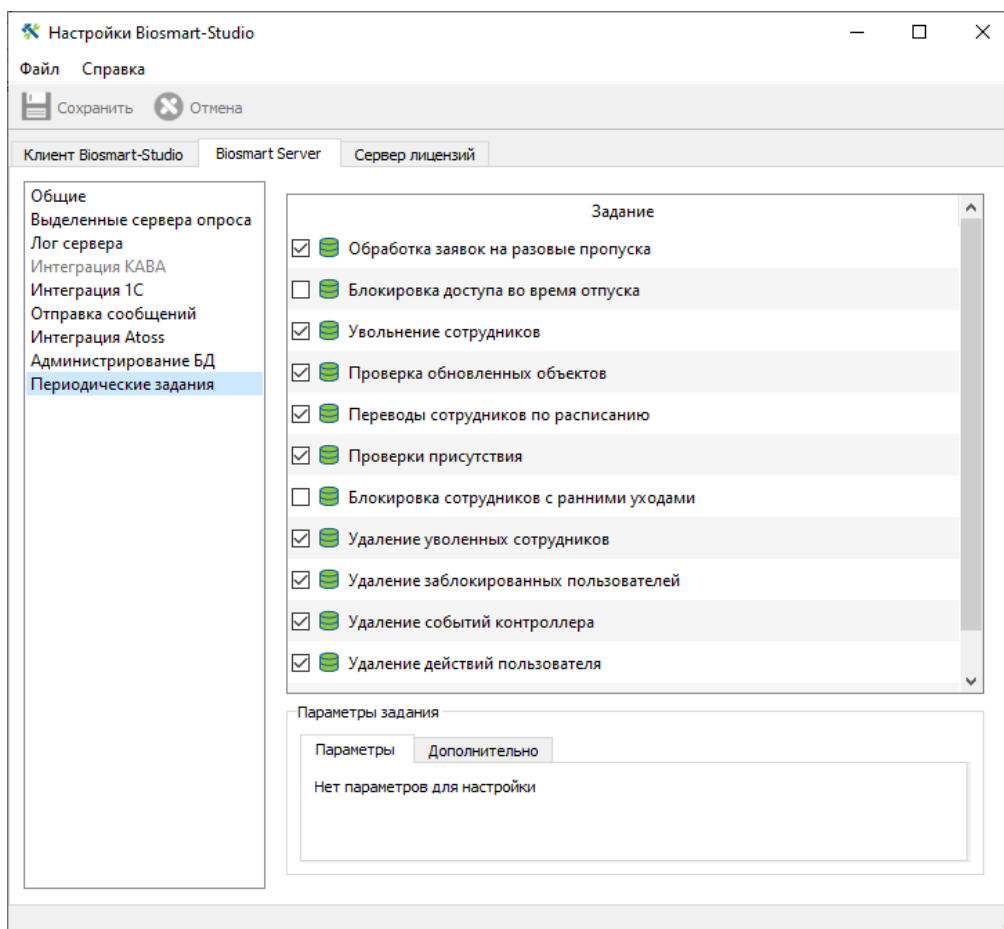 Настройки Biosmart-Studio
Файл Справка
Сохранить Отмена
Клиент Biosmart-Studio Biosmart Server Сервер лицензий
Общие
Выделенные сервера опроса
Лог сервера
Интеграция KABA
Интеграция 1С
Отправка сообщений
Интеграция Atoss
Администрирование БД
Периодические задания
Задание
Обработка заявок на разовые пропуска
Блокировка доступа во время отпуска
Увольнение сотрудников
Проверка обновленных объектов
Переводы сотрудников по расписанию
Проверки присутствия
Блокировка сотрудников с ранними уходами
Удаление уволенных сотрудников
Удаление заблокированных пользователей
Удаление событий контроллера
Удаление действий пользователя
Параметры задания
Параметры Дополнительно
Нет параметров для настройки